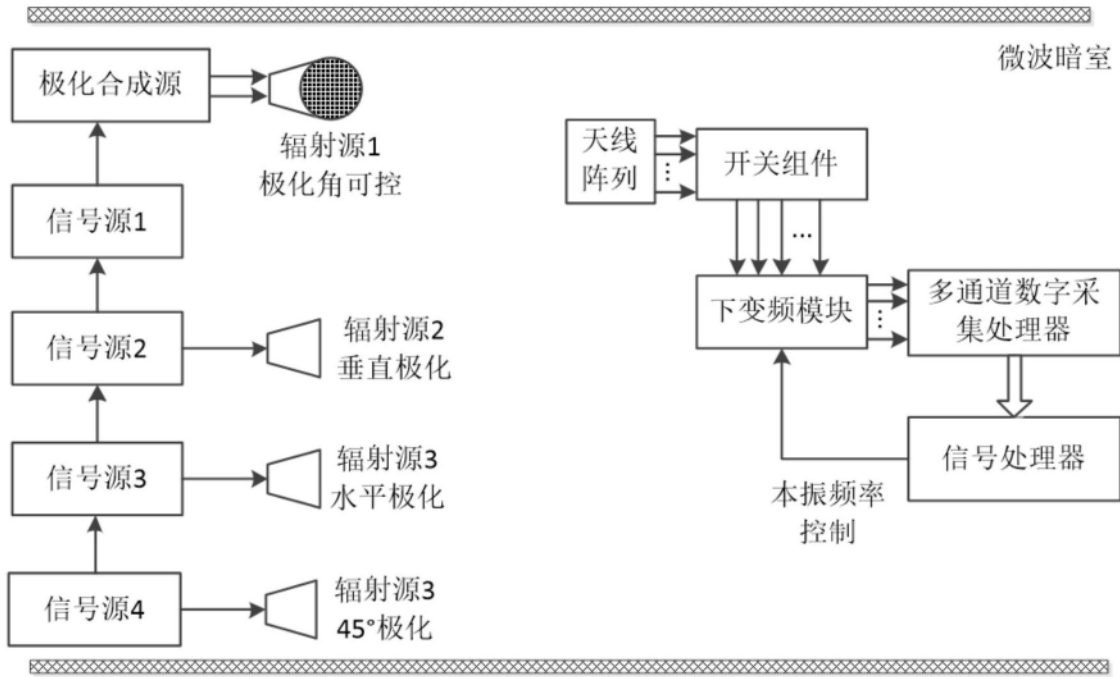 微波暗室
极化合成源
辐射源1
极化角可控
信号源1
信号源2
辐射源2
垂直极化
信号源3
辐射源3
水平极化
信号源4
辐射源3
45°极化
天线
阵列
⋮
开关组件
...
下变频模块
⋮
多通道数字采
集处理器
信号处理器
本振频率
控制